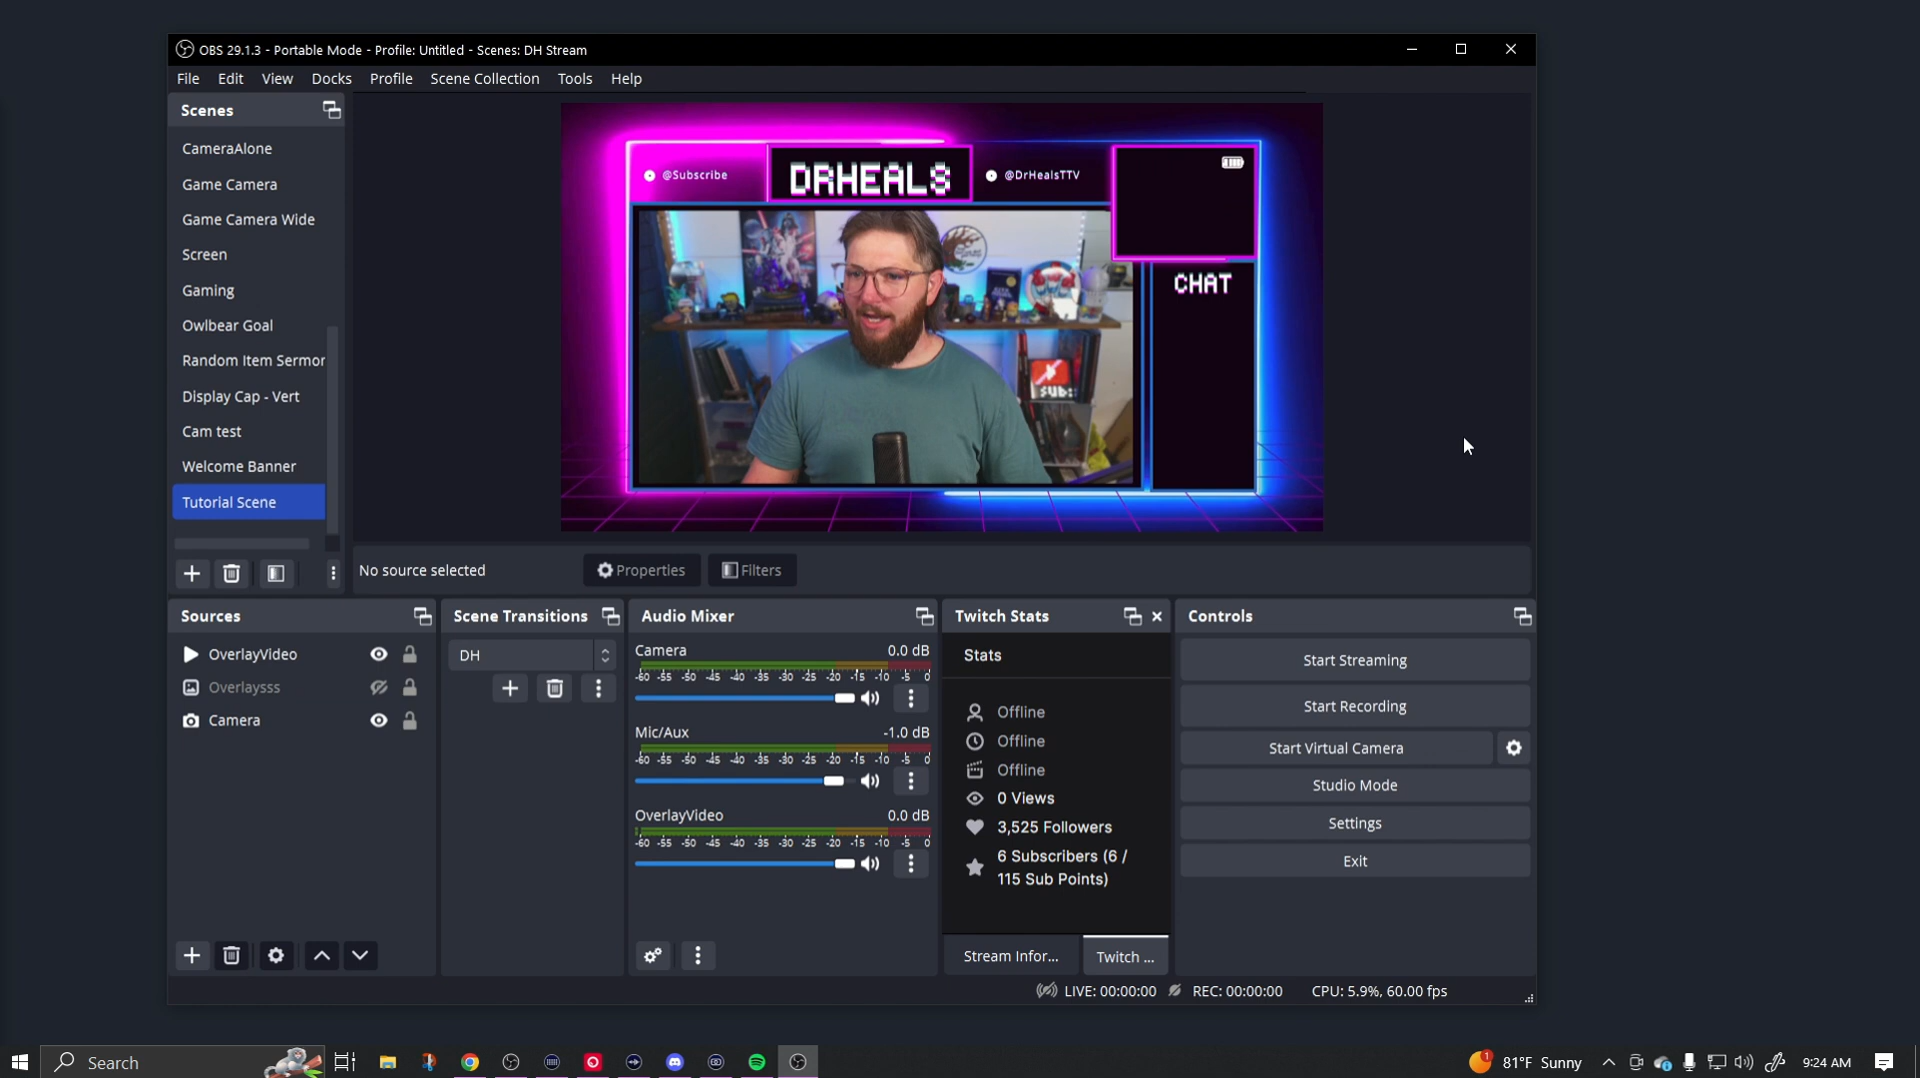 OBS 29.1.3 - Portable Mode - Profile: Untitled - Scenes: DH Stream
File Edit View Docks Profile Scene Collection Tools Help
Scenes
CameraAlone
Game Camera
Game Camera Wide
Screen
Gaming
Owlbear Goal
Random Item Sermor
Display Cap - Vert
Cam test
Welcome Banner
Tutorial Scene
@Subscribe
DRHEALS
@DrHealsTTV
CHAT
SUB:
No source selected
Properties
Filters
Sources
OverlayVideo
Overlaysss
Camera
Scene Transitions
DH
Audio Mixer
Camera 0.0 dB
-60 -55 -50 -45 -40 -35 -30 -25 -20 -15 -10 -5 0
Mic/Aux -1.0 dB
-60 -55 -50 -45 -40 -35 -30 -25 -20 -15 -10 -5 0
OverlayVideo 0.0 dB
-60 -55 -50 -45 -40 -35 -30 -25 -20 -15 -10 -5 0
Twitch Stats
Stats
Offline
Offline
Offline
0 Views
3,525 Followers
6 Subscribers (6 /
115 Sub Points)
Stream Infor...
Twitch ...
Controls
Start Streaming
Start Recording
Start Virtual Camera
Studio Mode
Settings
Exit
LIVE: 00:00:00 REC: 00:00:00 CPU: 5.9%, 60.00 fps
Search
1
81°F Sunny
9:24 AM